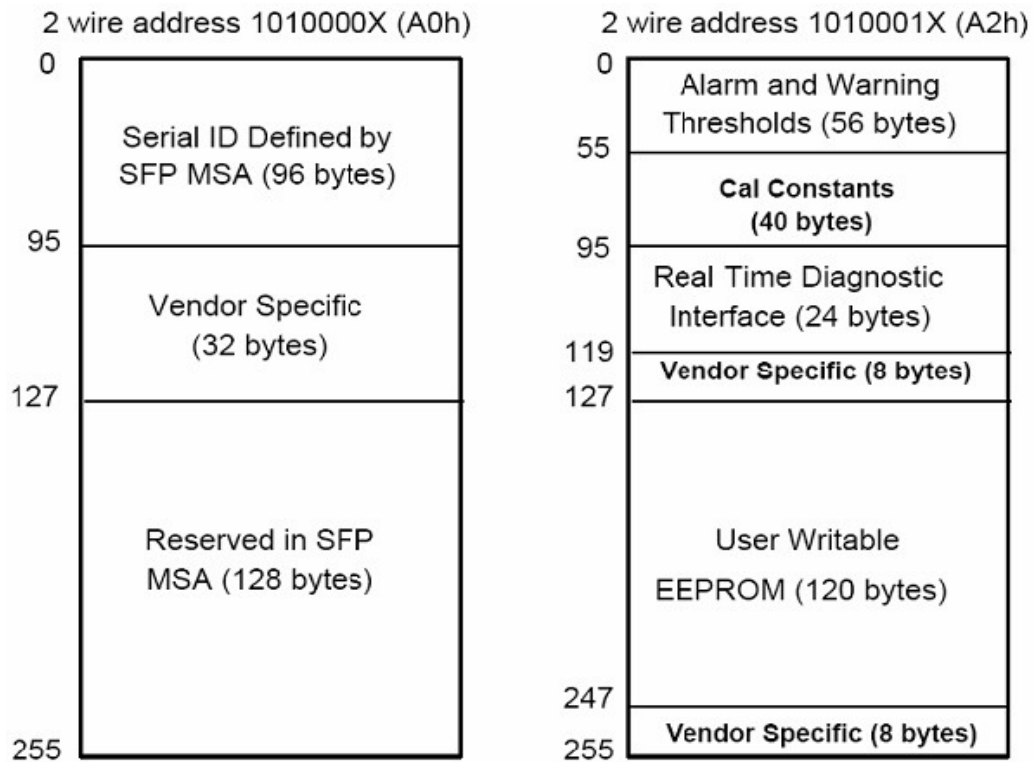 2 wire address 1010000X (A0h)
0
Serial ID Defined by
SFP MSA (96 bytes)
95
Vendor Specific
(32 bytes)
127
Reserved in SFP
MSA (128 bytes)
255
2 wire address 1010001X (A2h)
0
Alarm and Warning
Thresholds (56 bytes)
55
Cal Constants
(40 bytes)
95
Real Time Diagnostic
Interface (24 bytes)
119
Vendor Specific (8 bytes)
127
User Writable
EEPROM (120 bytes)
247
Vendor Specific (8 bytes)
255